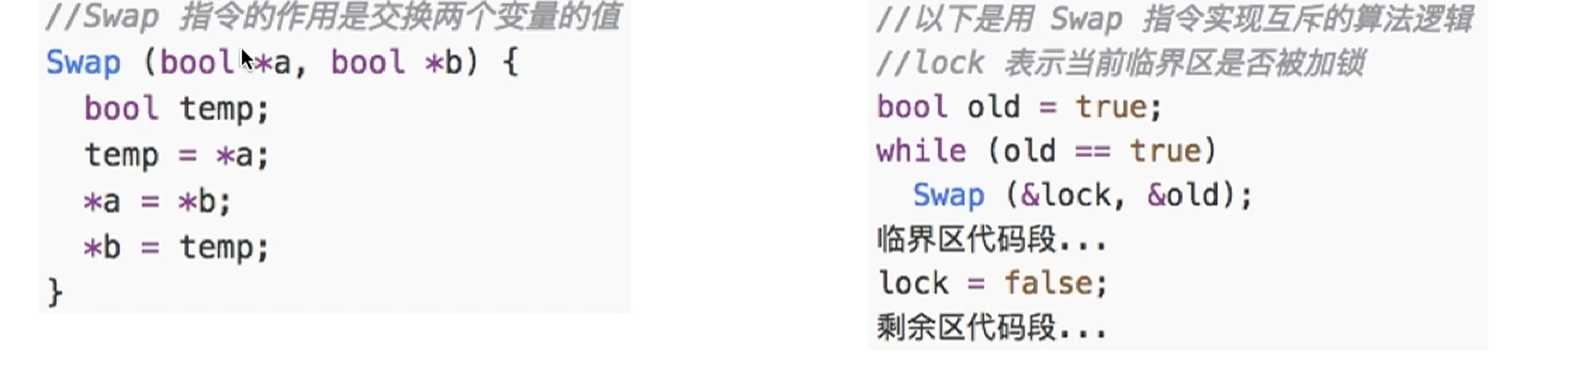 //Swap 指令的作用是交换两个变量的值
Swap (bool *a, bool *b) {
  bool temp;
  temp = *a;
  *a = *b;
  *b = temp;
}
//以下是用 Swap 指令实现互斥的算法逻辑
//lock 表示当前临界区是否被加锁
bool old = true;
while (old == true)
  Swap (&lock, &old);
临界区代码段...
lock = false;
剩余区代码段...